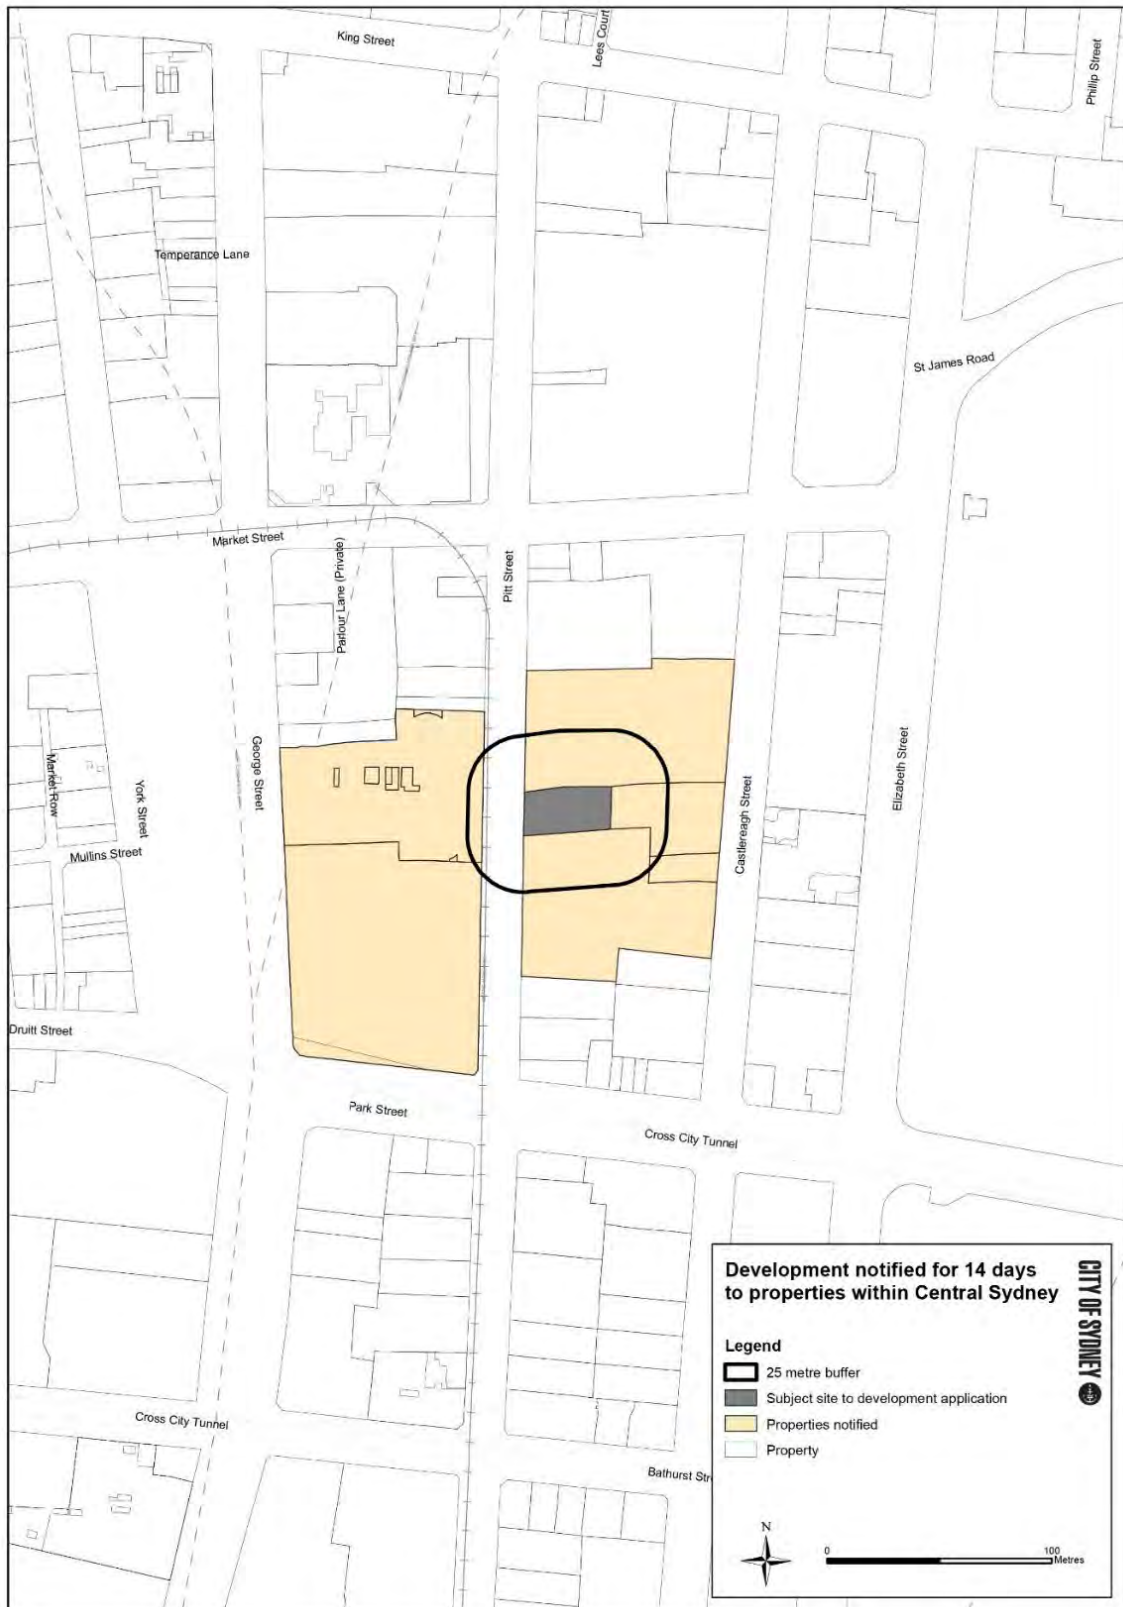 King Street
Lees Court
Phillip Street
Temperance Lane
St James Road
Market Street
Parlour Lane (Private)
Pitt Street
George Street
York Street
Market Row
Mullins Street
Castlereagh Street
Elizabeth Street
Druitt Street
Park Street
Cross City Tunnel
Cross City Tunnel
Bathurst Stre
Development notified for 14 days
to properties within Central Sydney
CITY OF SYDNEY
Legend
25 metre buffer
Subject site to development application
Properties notified
Property
N
0
100
Metres